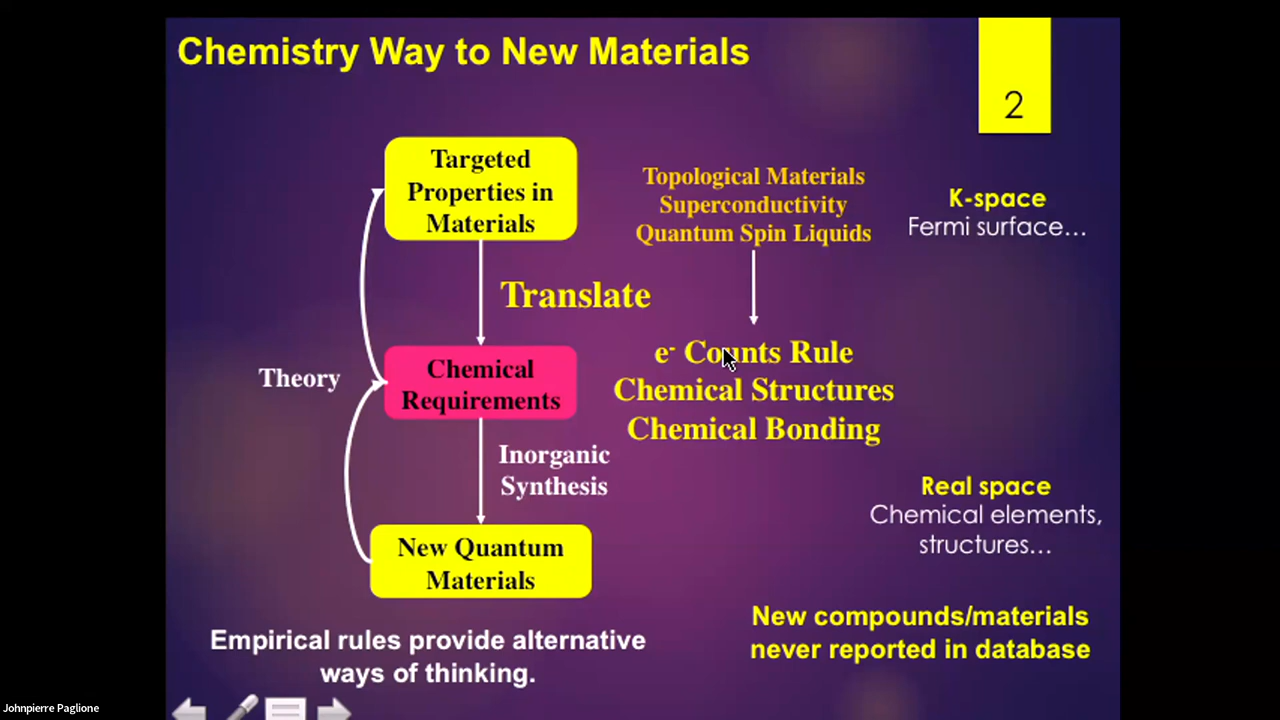 Chemistry Way to New Materials
2
Targeted
Properties in
Materials
Topological Materials
Superconductivity
Quantum Spin Liquids
K-space
Fermi surface…
Translate
Theory
Chemical
Requirements
e- Counts Rule
Chemical Structures
Chemical Bonding
Inorganic
Synthesis
Real space
Chemical elements,
structures…
New Quantum
Materials
Empirical rules provide alternative
ways of thinking.
New compounds/materials
never reported in database
Johnpierre Paglione